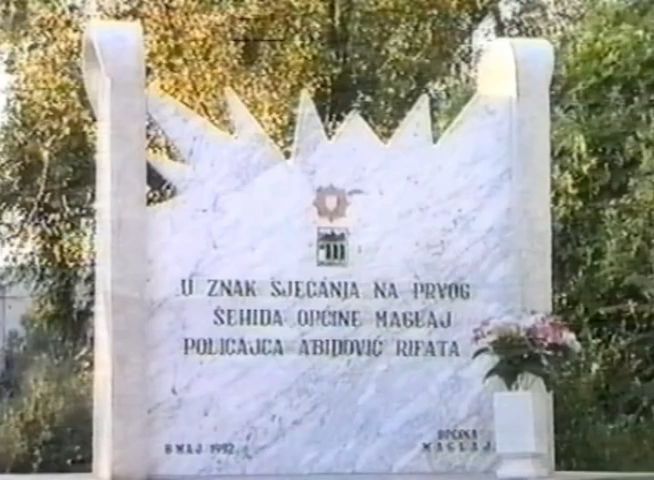 U ZNAK SJEĆANJA NA PRVOG
ŠEHIDA OPĆINE MAGLAJ
POLICAJCA ABIDOVIĆ RIFATA
8 MAJ 1992.
OPĆINA
MAGLAJ